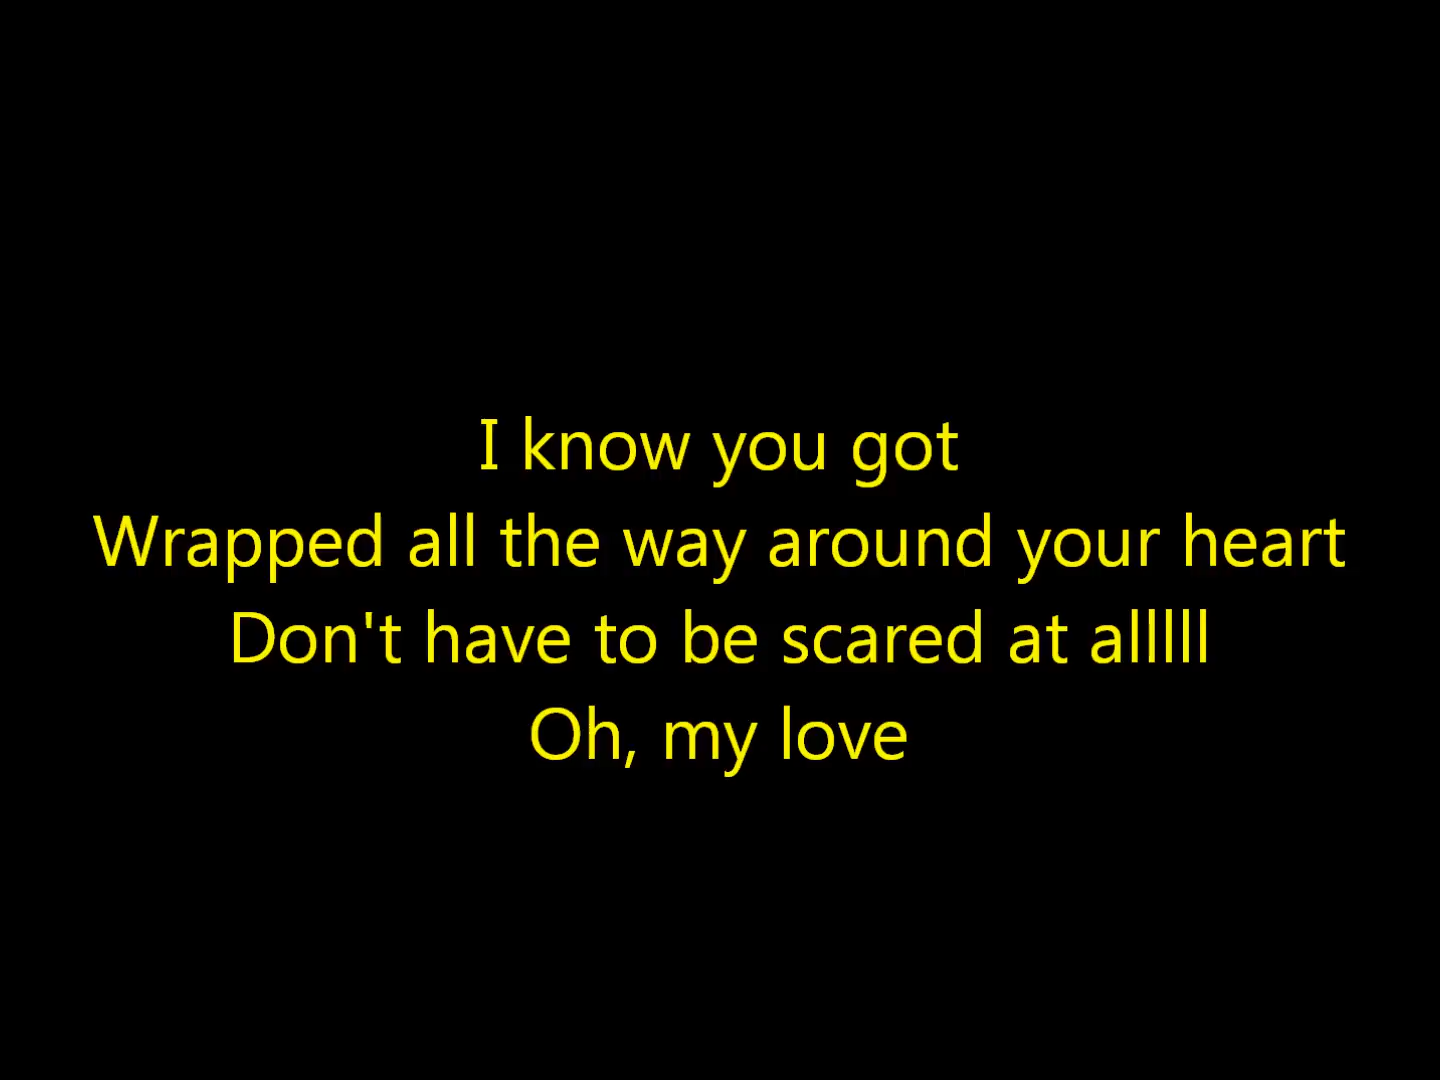 I know you got
Wrapped all the way around your heart
Don't have to be scared at alllll
Oh, my love